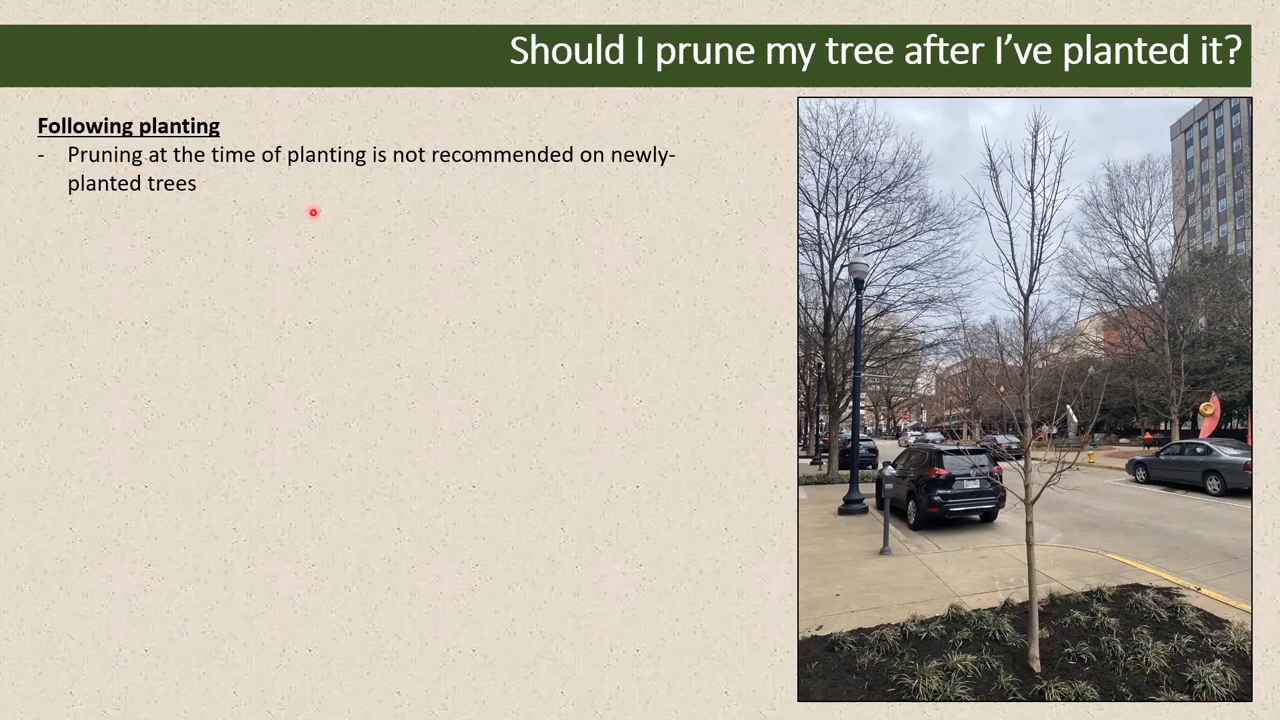 Should I prune my tree after I've planted it?
Following planting
- Pruning at the time of planting is not recommended on newly-
planted trees